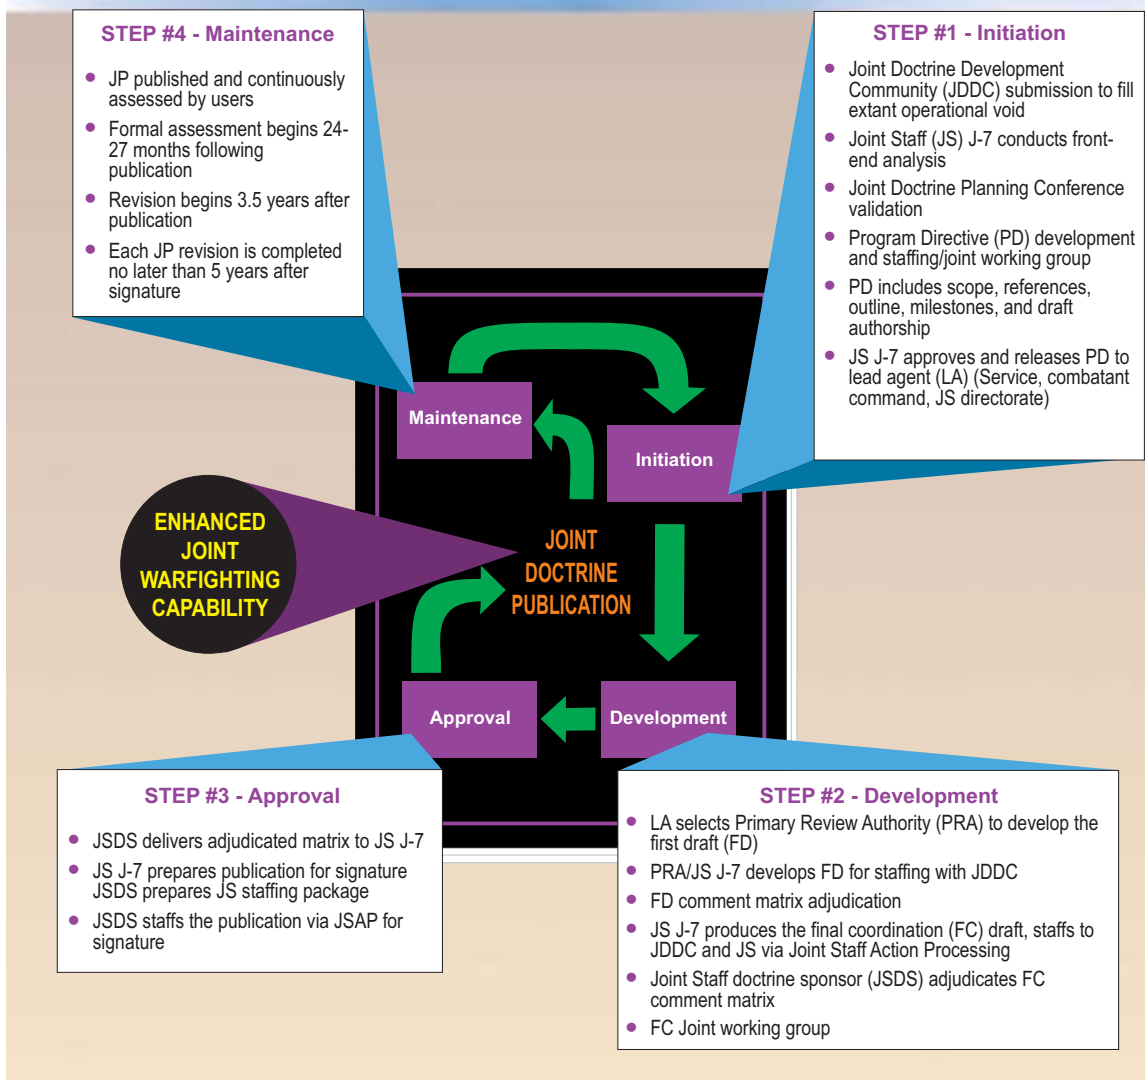 STEP #4 - Maintenance
• JP published and continuously
assessed by users
• Formal assessment begins 24-
27 months following
publication
• Revision begins 3.5 years after
publication
• Each JP revision is completed
no later than 5 years after
signature
STEP #1 - Initiation
• Joint Doctrine Development
Community (JDDC) submission to fill
extant operational void
• Joint Staff (JS) J-7 conducts front-
end analysis
• Joint Doctrine Planning Conference
validation
• Program Directive (PD) development
and staffing/joint working group
• PD includes scope, references,
outline, milestones, and draft
authorship
• JS J-7 approves and releases PD to
lead agent (LA) (Service, combatant
command, JS directorate)
Maintenance
Initiation
ENHANCED
JOINT
WARFIGHTING
CAPABILITY
JOINT
DOCTRINE
PUBLICATION
Approval
Development
STEP #3 - Approval
• JSDS delivers adjudicated matrix to JS J-7
• JS J-7 prepares publication for signature
JSDS prepares JS staffing package
• JSDS staffs the publication via JSAP for
signature
STEP #2 - Development
• LA selects Primary Review Authority (PRA) to develop the
first draft (FD)
• PRA/JS J-7 develops FD for staffing with JDDC
• FD comment matrix adjudication
• JS J-7 produces the final coordination (FC) draft, staffs to
JDDC and JS via Joint Staff Action Processing
• Joint Staff doctrine sponsor (JSDS) adjudicates FC
comment matrix
• FC Joint working group